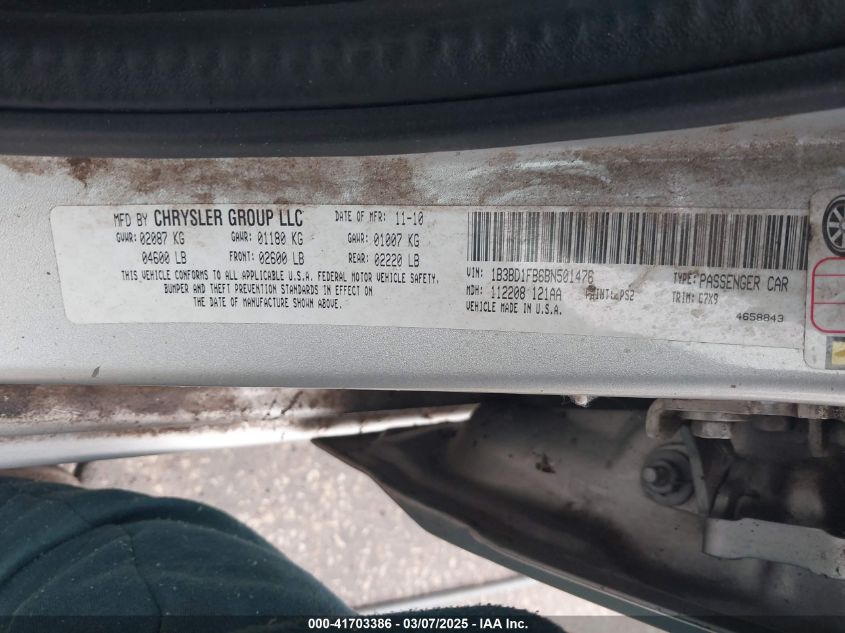 MFD BY CHRYSLER GROUP LLC DATE OF MFR: 11-10
GVWR: 02087 KG GAWR: 01180 KG GAWR: 01007 KG
04600 LB FRONT: 02600 LB REAR: 02220 LB
THIS VEHICLE CONFORMS TO ALL APPLICABLE U.S.A. FEDERAL MOTOR VEHICLE SAFETY,
BUMPER AND THEFT PREVENTION STANDARDS IN EFFECT ON
THE DATE OF MANUFACTURE SHOWN ABOVE.
VIN: 1B3BD1FB6BN501476 TYPE: PASSENGER CAR
MDH: 112208 121AA PAINT: PS2 TRIM: C7X9
VEHICLE MADE IN U.S.A. 4658843
000-41703386 - 03/07/2025 - IAAI.COM